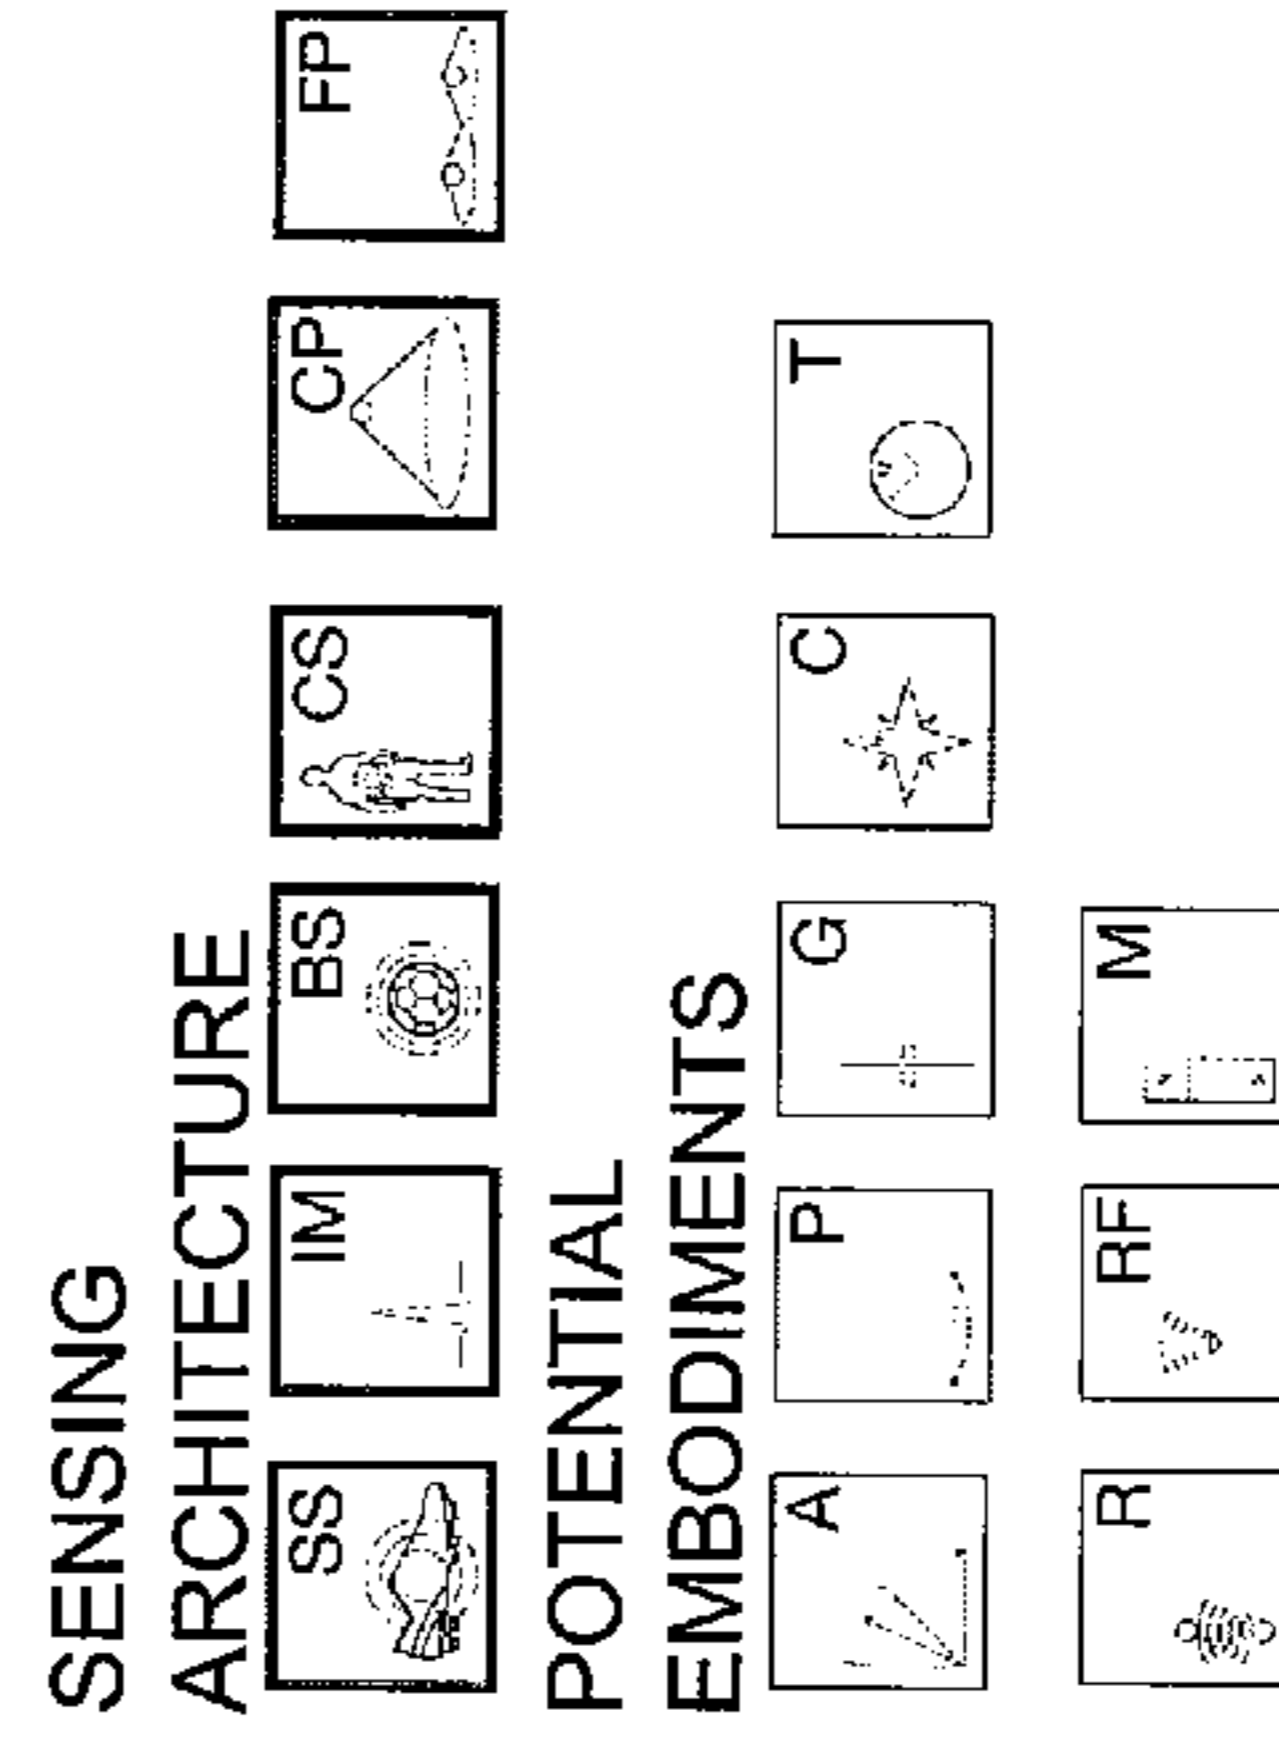 SENSING
ARCHITECTURE
SS IM BS CS CP FP
POTENTIAL
EMBODIMENTS
A P G C T
R RF M